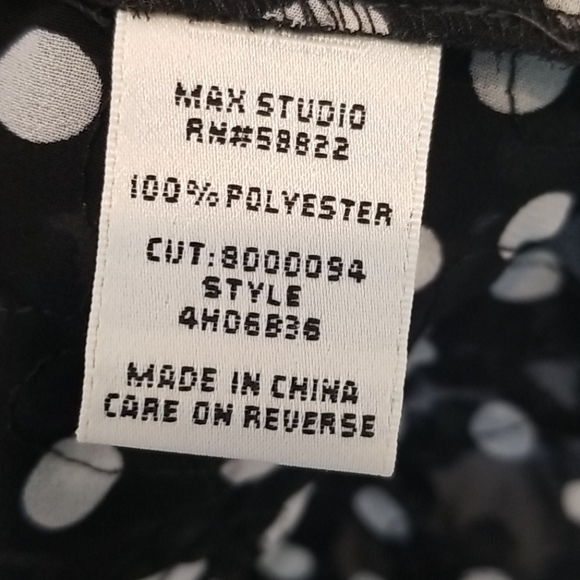 MAX STUDIO
RN#58822
100% POLYESTER
CUT:8000094
STYLE
4H06B36
MADE IN CHINA
CARE ON REVERSE